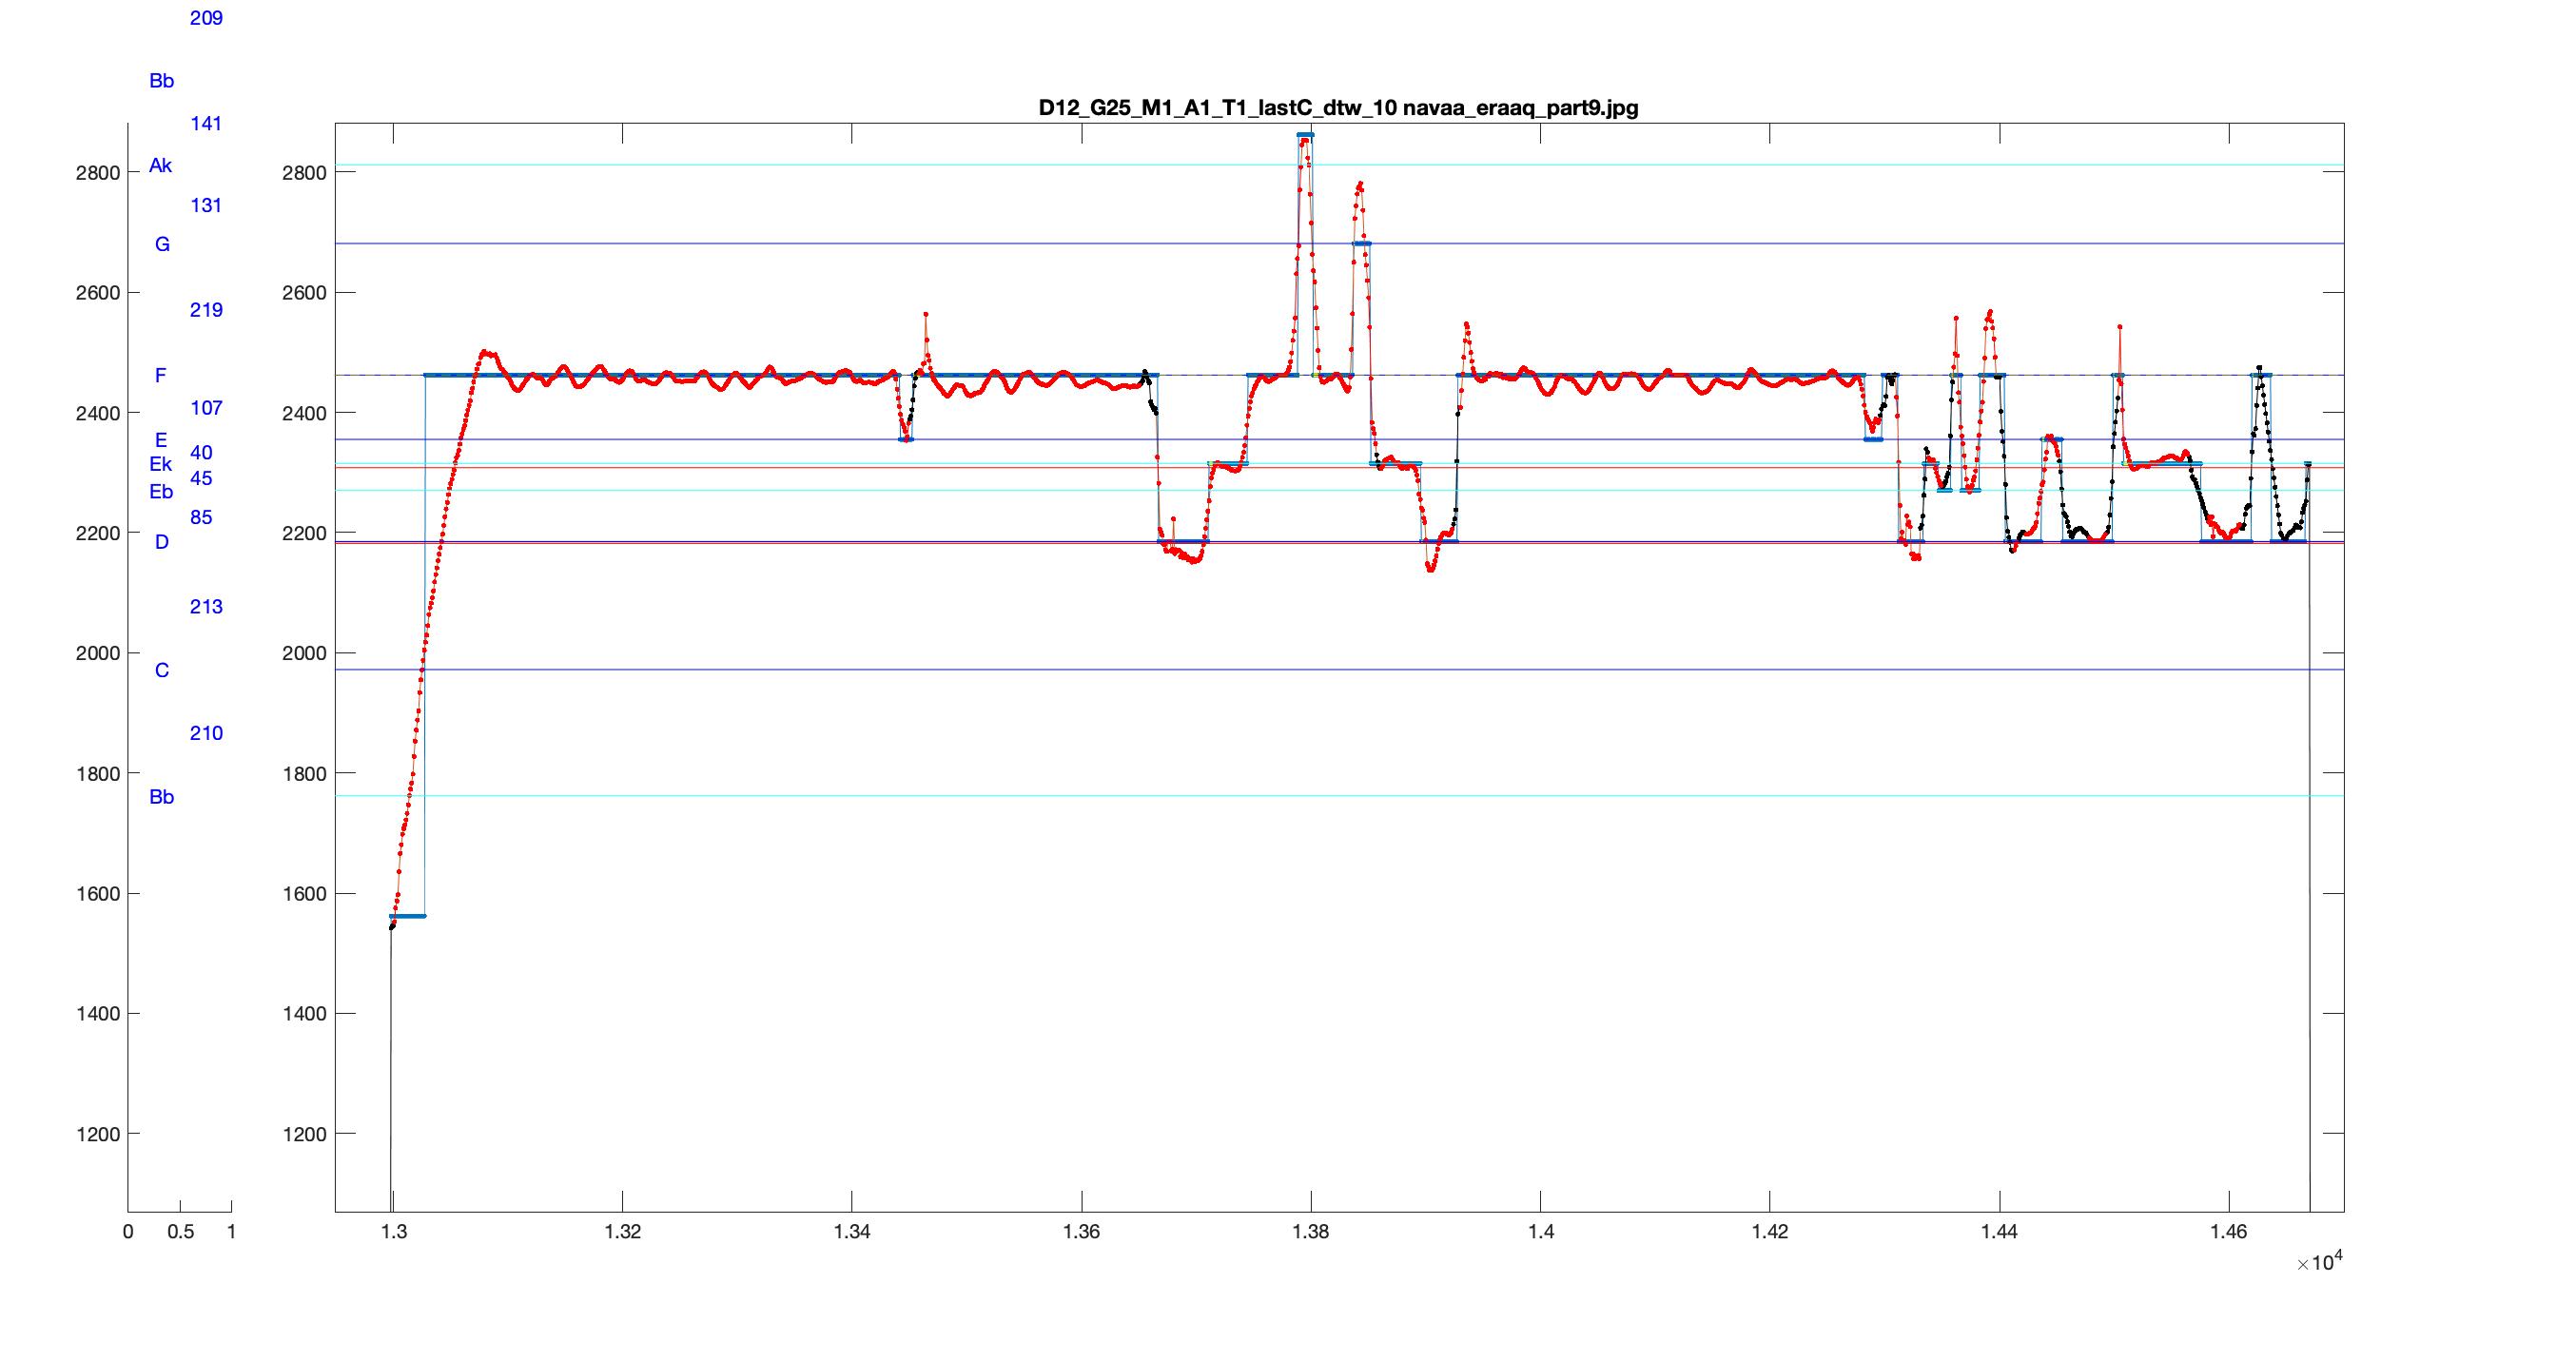 209
Bb
D12_G25_M1_A1_T1_lastC_dtw_10 navaa_eraaq_part9.jpg
141
2800 Ak 2800
131
G
2600 2600
219
F
2400 107 2400
E
40
Ek
45
Eb
85
2200 D 2200
213
2000 2000
C
210
1800 1800
Bb
1600 1600
1400 1400
1200 1200
0 0.5 1 1.3 1.32 1.34 1.36 1.38 1.4 1.42 1.44 1.46
×10⁴